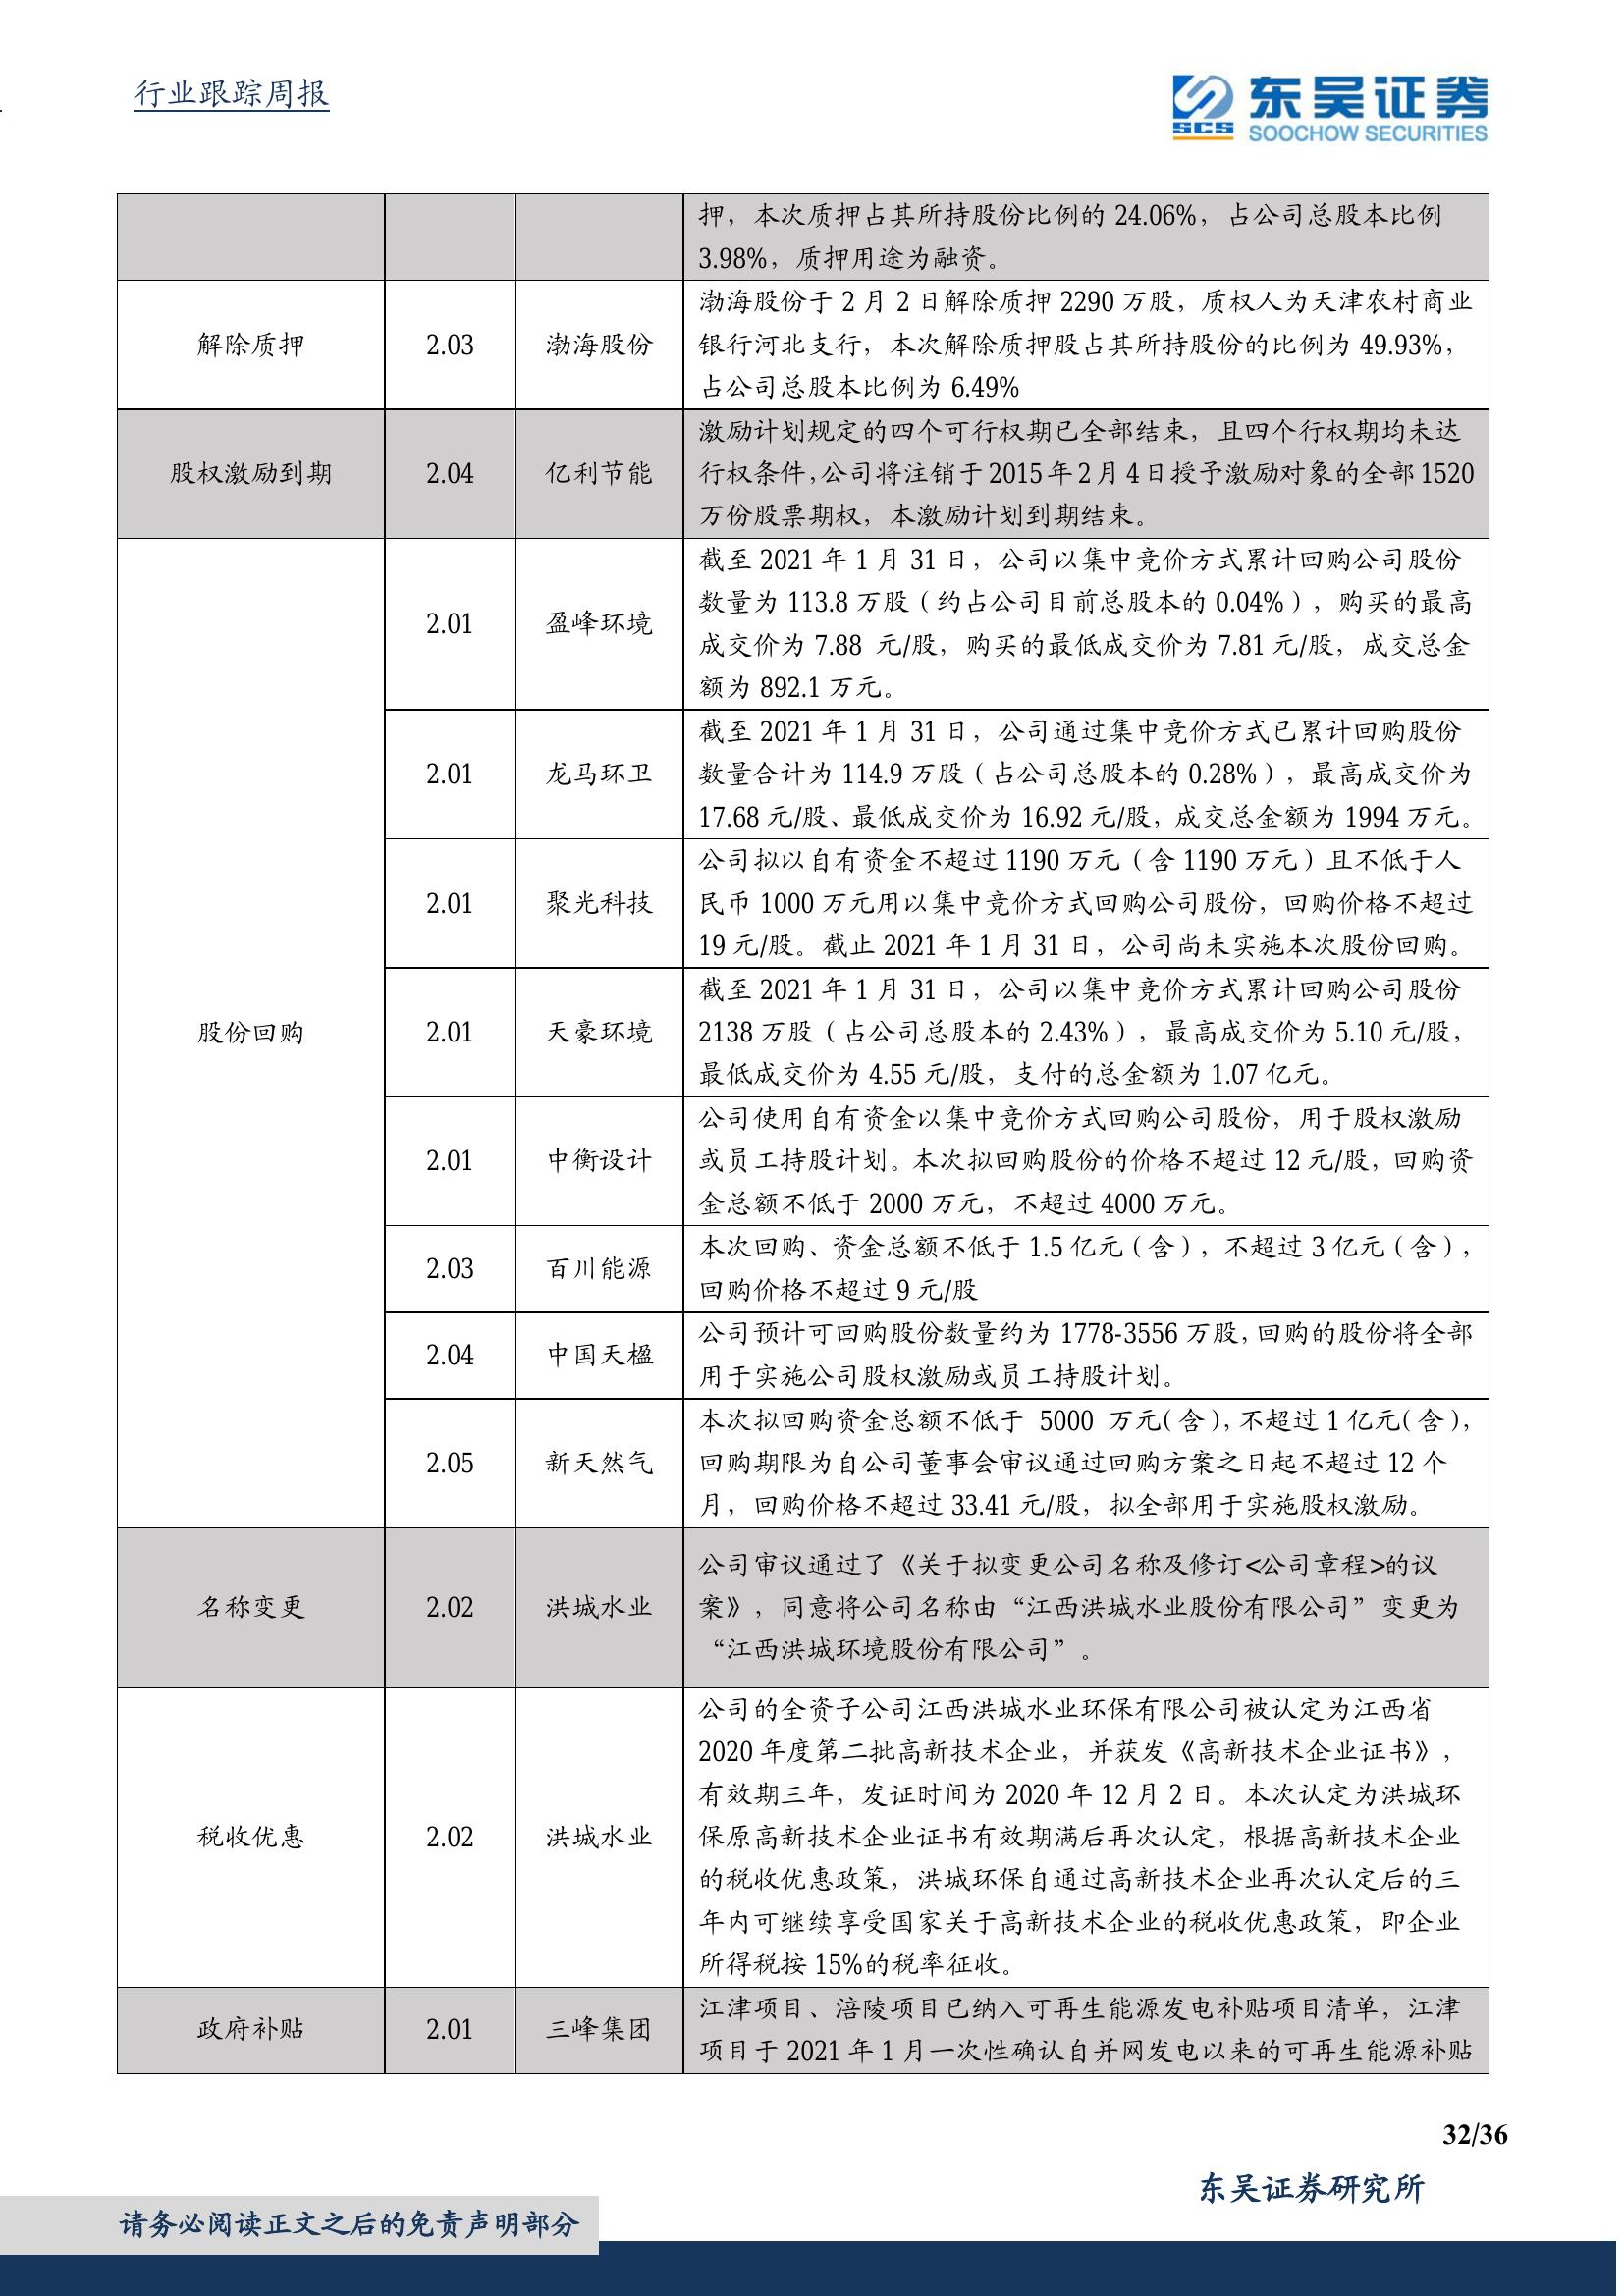 行业跟踪周报
东吴证券
SCS
SOOCHOW SECURITIES
押，本次质押占其所持股份比例的 24.06%，占公司总股本比例
3.98%，质押用途为融资。
解除质押
2.03
渤海股份
渤海股份于 2 月 2 日解除质押 2290 万股，质权人为天津农村商业
银行河北支行，本次解除质押股占其所持股份的比例为 49.93%，
占公司总股本比例为 6.49%
股权激励到期
2.04
亿利节能
激励计划规定的四个可行权期已全部结束，且四个行权期均未达
行权条件，公司将注销于 2015 年 2 月 4 日授予激励对象的全部 1520
万份股票期权，本激励计划到期结束。
股份回购
2.01
盈峰环境
截至 2021 年 1 月 31 日，公司以集中竞价方式累计回购公司股份
数量为 113.8 万股（约占公司目前总股本的 0.04%），购买的最高
成交价为 7.88 元/股，购买的最低成交价为 7.81 元/股，成交总金
额为 892.1 万元。
2.01
龙马环卫
截至 2021 年 1 月 31 日，公司通过集中竞价方式已累计回购股份
数量合计为 114.9 万股（占公司总股本的 0.28%），最高成交价为
17.68 元/股、最低成交价为 16.92 元/股，成交总金额为 1994 万元。
2.01
聚光科技
公司拟以自有资金不超过 1190 万元（含 1190 万元）且不低于人
民币 1000 万元用以集中竞价方式回购公司股份，回购价格不超过
19 元/股。截止 2021 年 1 月 31 日，公司尚未实施本次股份回购。
2.01
天豪环境
截至 2021 年 1 月 31 日，公司以集中竞价方式累计回购公司股份
2138 万股（占公司总股本的 2.43%），最高成交价为 5.10 元/股，
最低成交价为 4.55 元/股，支付的总金额为 1.07 亿元。
2.01
中衡设计
公司使用自有资金以集中竞价方式回购公司股份，用于股权激励
或员工持股计划。本次拟回购股份的价格不超过 12 元/股，回购资
金总额不低于 2000 万元，不超过 4000 万元。
2.03
百川能源
本次回购、资金总额不低于 1.5 亿元（含），不超过 3 亿元（含），
回购价格不超过 9 元/股
2.04
中国天楹
公司预计可回购股份数量约为 1778-3556 万股，回购的股份将全部
用于实施公司股权激励或员工持股计划。
2.05
新天然气
本次拟回购资金总额不低于 5000 万元(含)，不超过 1 亿元(含)，
回购期限为自公司董事会审议通过回购方案之日起不超过 12 个
月，回购价格不超过 33.41 元/股，拟全部用于实施股权激励。
名称变更
2.02
洪城水业
公司审议通过了《关于拟变更公司名称及修订<公司章程>的议
案》，同意将公司名称由“江西洪城水业股份有限公司”变更为
“江西洪城环境股份有限公司”。
税收优惠
2.02
洪城水业
公司的全资子公司江西洪城水业环保有限公司被认定为江西省
2020 年度第二批高新技术企业，并获发《高新技术企业证书》，
有效期三年，发证时间为 2020 年 12 月 2 日。本次认定为洪城环
保原高新技术企业证书有效期满后再次认定，根据高新技术企业
的税收优惠政策，洪城环保自通过高新技术企业再次认定后的三
年内可继续享受国家关于高新技术企业的税收优惠政策，即企业
所得税按 15%的税率征收。
政府补贴
2.01
三峰集团
江津项目、涪陵项目已纳入可再生能源发电补贴项目清单，江津
项目于 2021 年 1 月一次性确认自并网发电以来的可再生能源补贴
32/36
东吴证券研究所
请务必阅读正文之后的免责声明部分